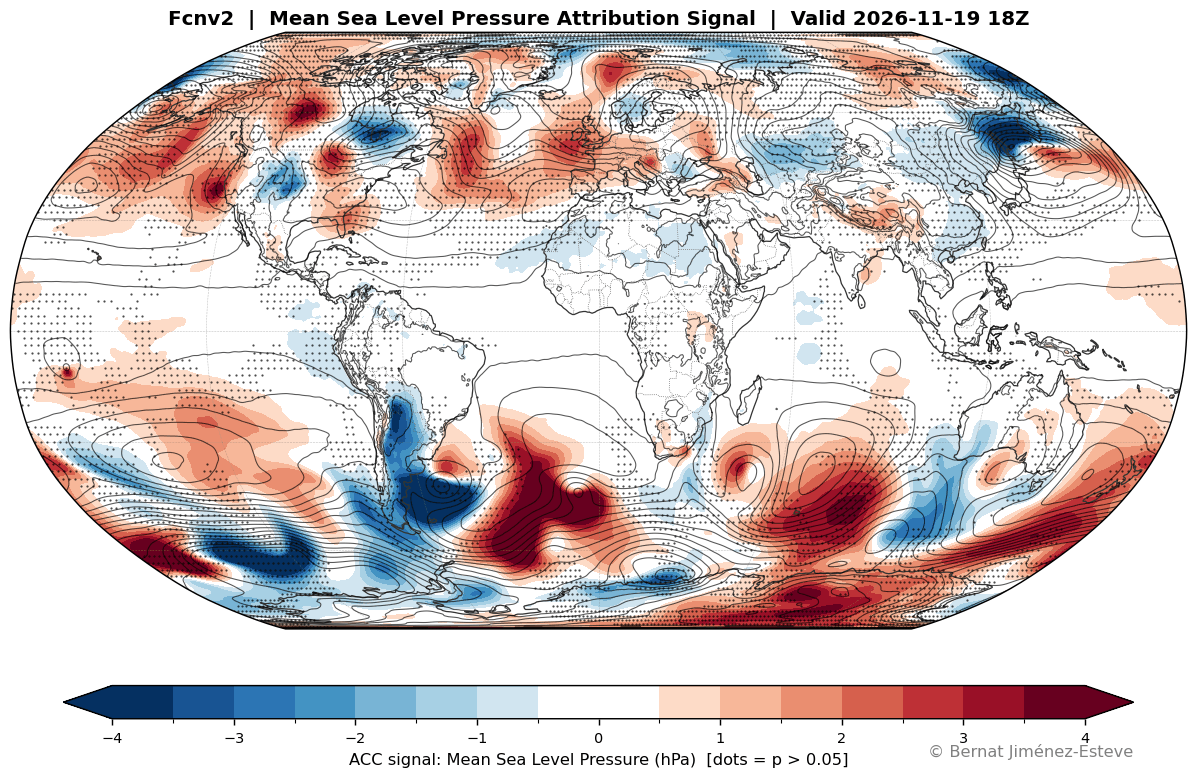 Fcnv2 | Mean Sea Level Pressure Attribution Signal | Valid 2026-11-19 18Z
−4 −3 −2 −1 0 1 2 3 4
ACC signal: Mean Sea Level Pressure (hPa) [dots = p > 0.05]
© Bernat Jiménez-Esteve